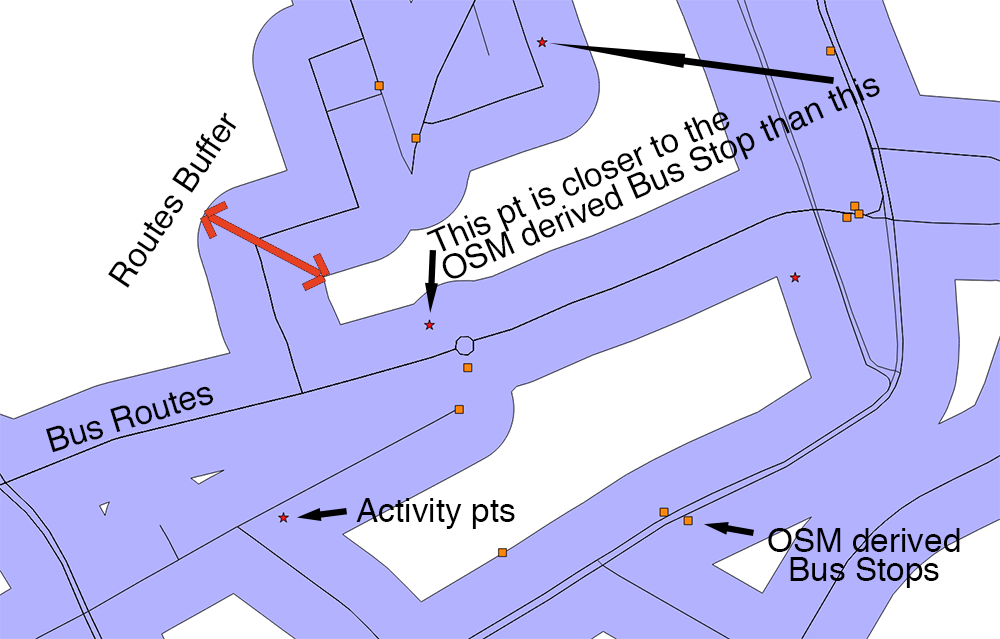 Routes Buffer
This pt is closer to the
OSM derived Bus Stop than this
Bus Routes
Activity pts
OSM derived
Bus Stops